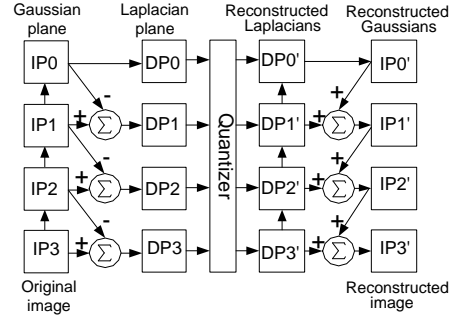 Gaussian plane
Laplacian plane
Reconstructed Laplacians
Reconstructed Gaussians
IP0
DP0
DP0'
IP0'
-
+
Σ
+
+
Σ
IP1
DP1
DP1'
IP1'
Quantizer
-
+
Σ
+
+
Σ
IP2
DP2
DP2'
IP2'
-
+
Σ
+
+
Σ
IP3
DP3
DP3'
IP3'
Original image
Reconstructed image